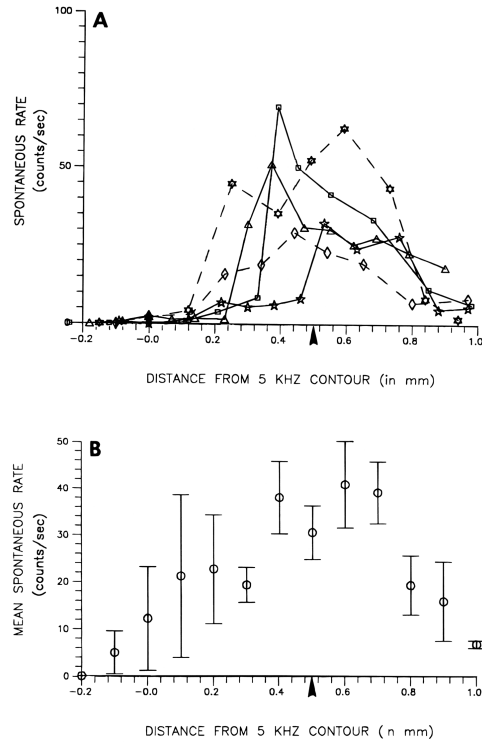 A
100
50
0
SPONTANEOUS RATE
(counts/sec)
-0.2 -0.0 0.2 0.4 0.6 0.8 1.0
DISTANCE FROM 5 KHZ CONTOUR (in mm)
B
50
40
30
20
10
0
MEAN SPONTANEOUS RATE
(counts/sec)
-0.2 -0.0 0.2 0.4 0.6 0.8 1.0
DISTANCE FROM 5 KHZ CONTOUR ( n mm)